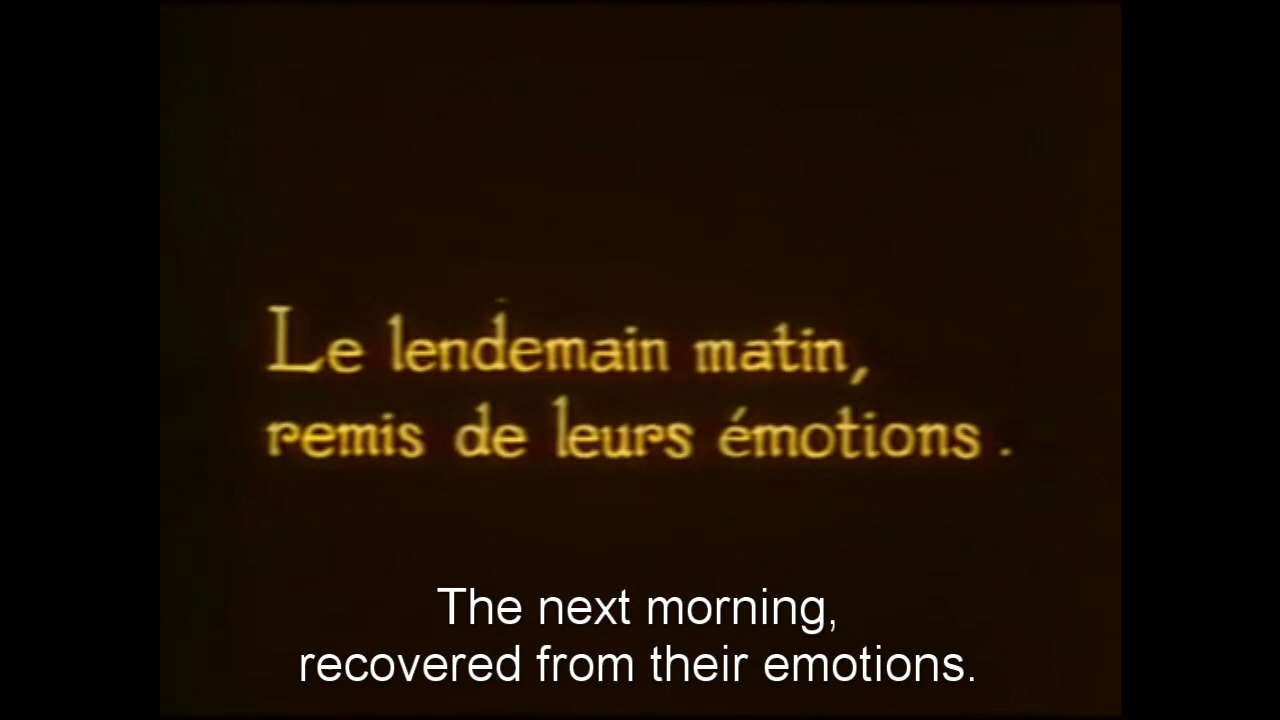 Le lendemain matin,
remis de leurs émotions.
The next morning,
recovered from their emotions.